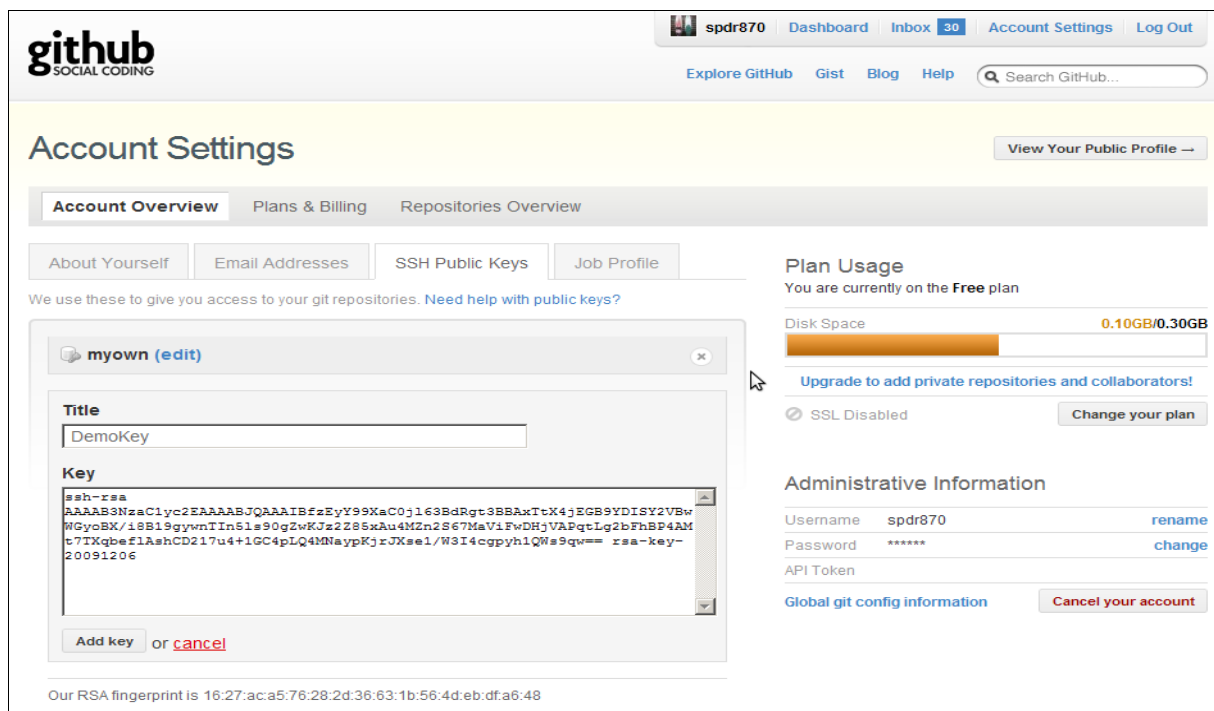 github
SOCIAL CODING
spdr870 Dashboard Inbox 30 Account Settings Log Out
Explore GitHub Gist Blog Help Search GitHub...
Account Settings
View Your Public Profile →
Account Overview Plans & Billing Repositories Overview
About Yourself Email Addresses SSH Public Keys Job Profile
We use these to give you access to your git repositories. Need help with public keys?
myown (edit)
Title
DemoKey
Key
ssh-rsa
AAAAB3NzaC1yc2EAAAABJQAAAIBfzEyY99XaC0jl63BdRgt3BBAxTtX4jEGB9YDISY2VBw
WGyoBX/i8B19gywnTIn5ls90gZwKJz2Z85xAu4MZn2S67MaViFwDHjVAPqtLg2bFhBP4AM
t7TXqbeflAshCD217u4+1GC4pLQ4MNaypKjrJXse1/W3I4cgpyh1QWs9qw== rsa-key-
20091206
Add key or cancel
Our RSA fingerprint is 16:27:ac:a5:76:28:2d:36:63:1b:56:4d:eb:df:a6:48
Plan Usage
You are currently on the Free plan
Disk Space 0.10GB/0.30GB
Upgrade to add private repositories and collaborators!
SSL Disabled Change your plan
Administrative Information
Username spdr870 rename
Password ****** change
API Token
Global git config information Cancel your account